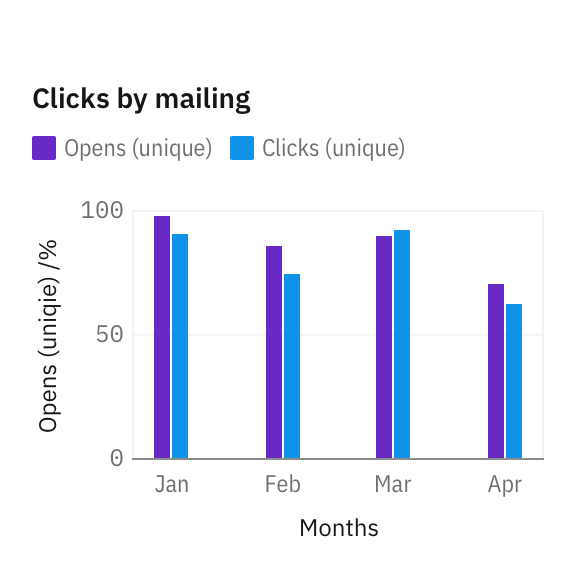 Clicks by mailing
Opens (unique) Clicks (unique)
Opens (uniqie) /%
100
50
0
Jan Feb Mar Apr
Months